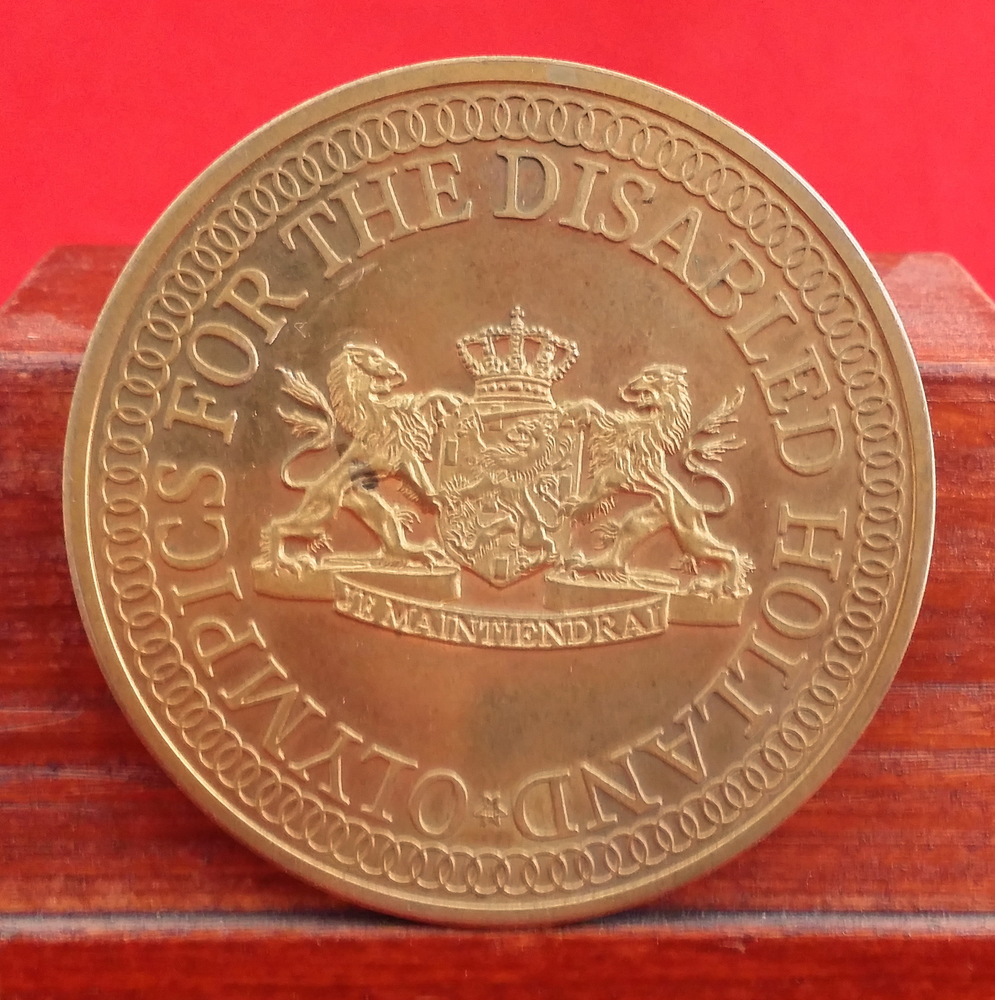 OLYMPICS FOR THE DISABLED HOLLAND
JE MAINTIENDRAI